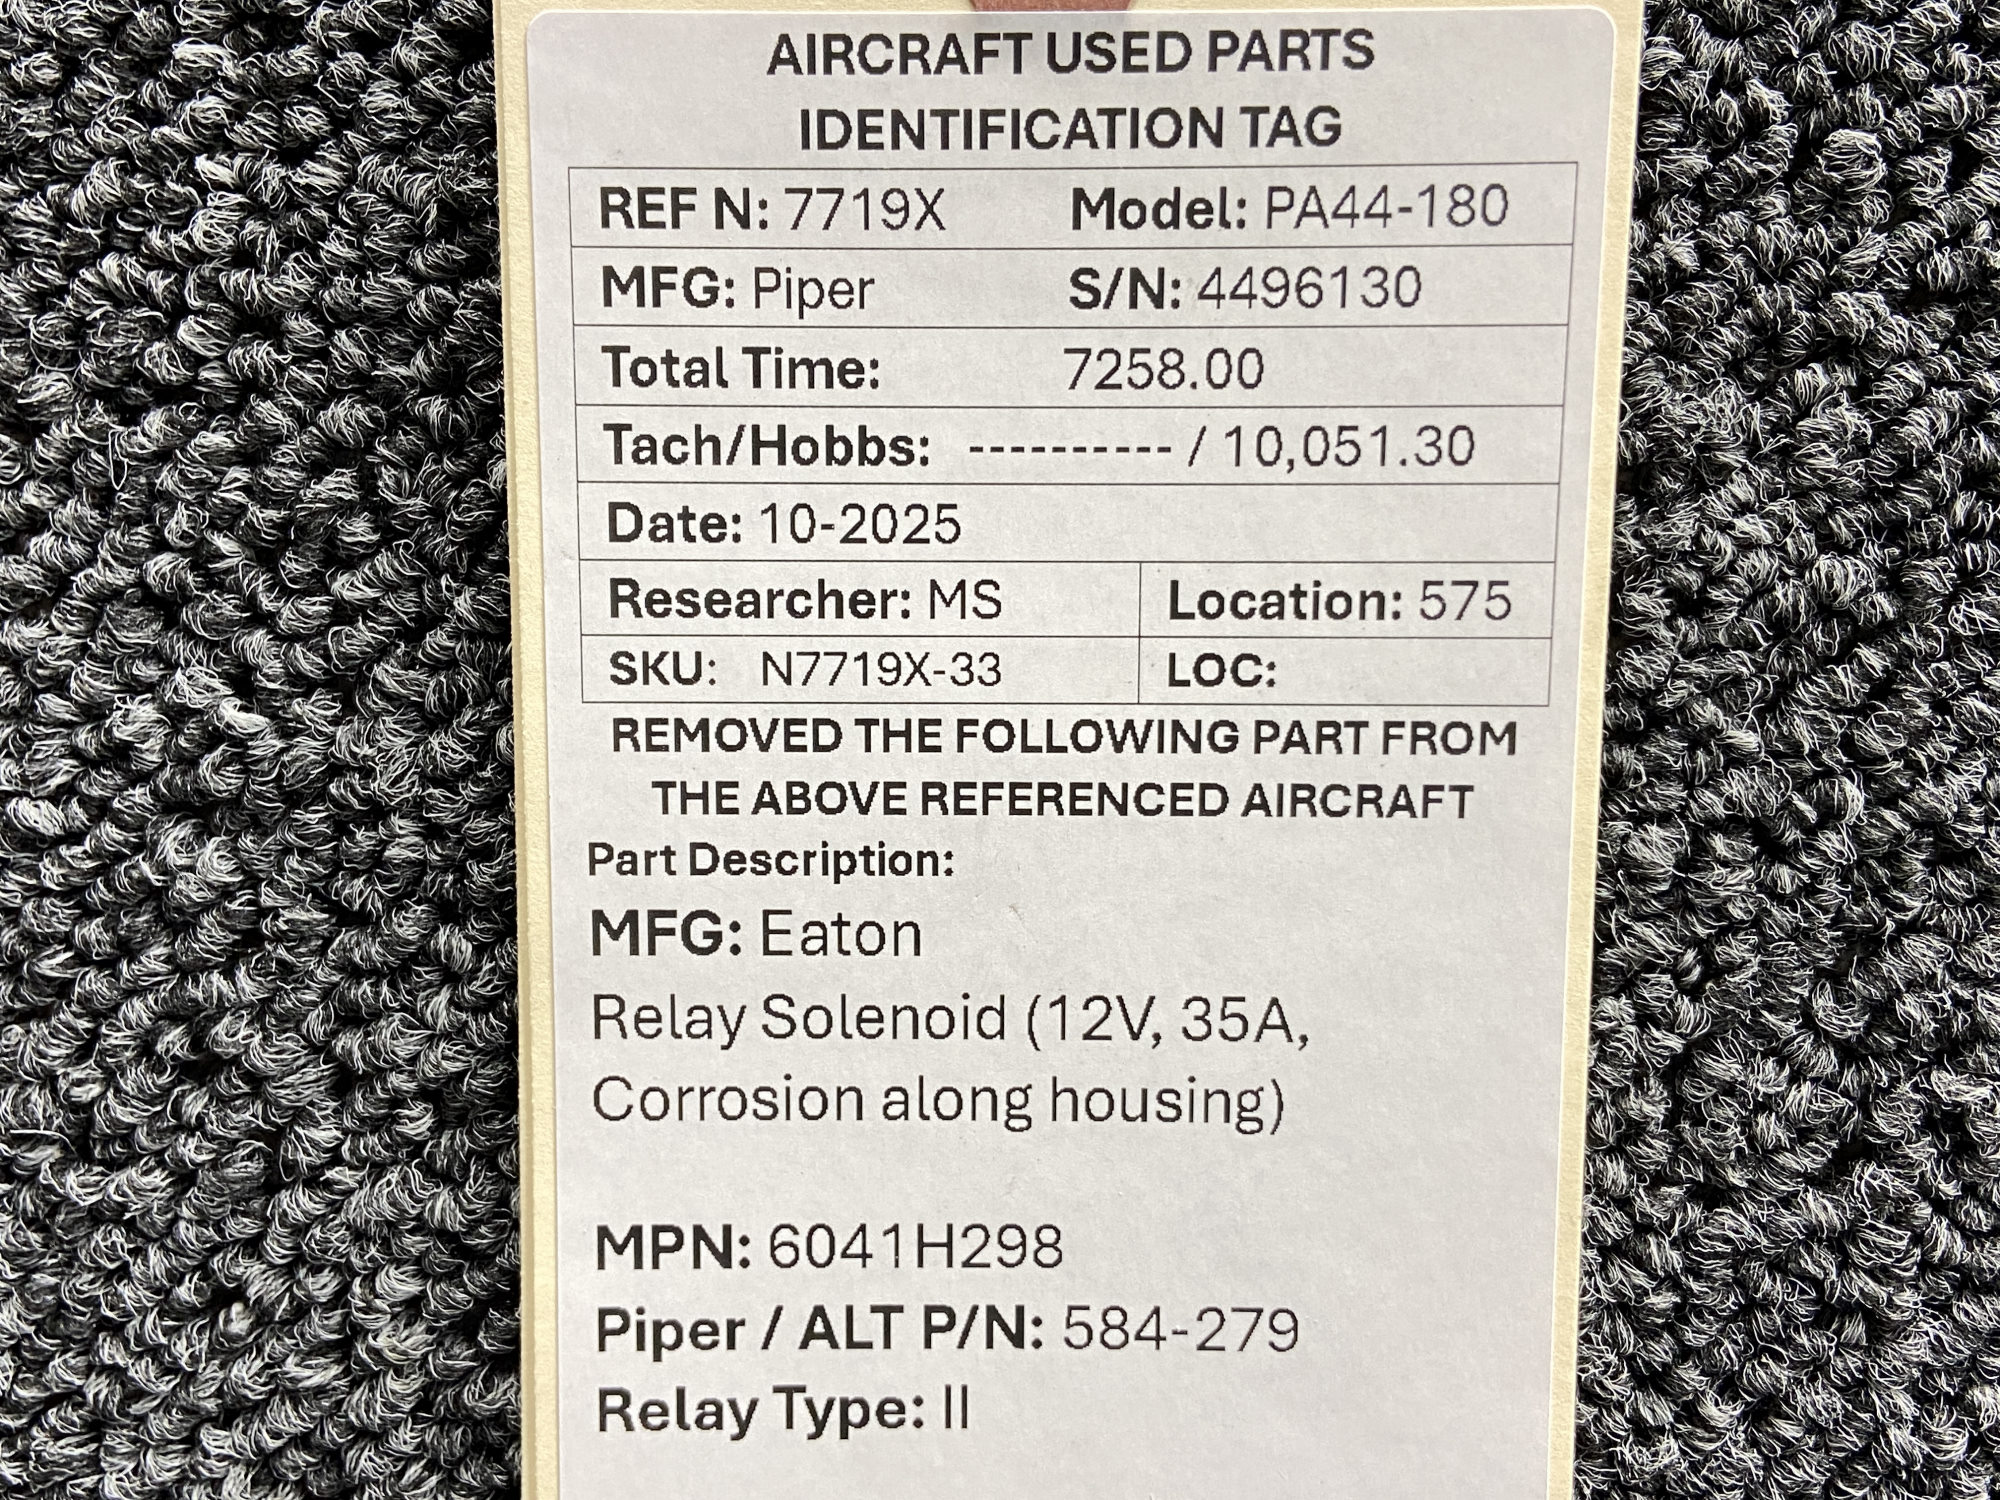 AIRCRAFT USED PARTS
IDENTIFICATION TAG
REF N: 7719X Model: PA44-180
MFG: Piper S/N: 4496130
Total Time: 7258.00
Tach/Hobbs: ---------- / 10,051.30
Date: 10-2025
Researcher: MS Location: 575
SKU: N7719X-33 LOC:
REMOVED THE FOLLOWING PART FROM
THE ABOVE REFERENCED AIRCRAFT
Part Description:
MFG: Eaton
Relay Solenoid (12V, 35A,
Corrosion along housing)
MPN: 6041H298
Piper / ALT P/N: 584-279
Relay Type: II